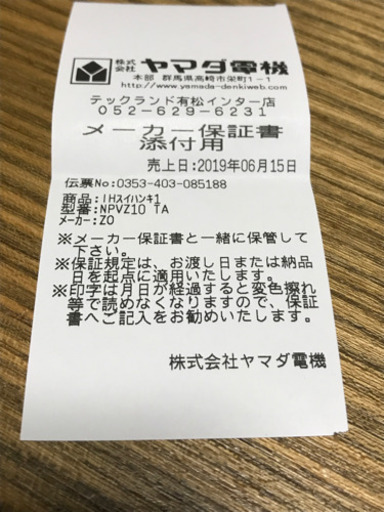 株式会社 ヤマダ電機
本部 群馬県高崎市栄町1-1
http://www.yamada-denkiweb.com
テックランド有松インター店
052-629-6231
メーカー保証書
添付用
売上日:2019年06月15日
伝票No:0353-403-085188
商品:IHスイハンキ1
型番:NPVZ10 TA
メーカー:ZO
※メーカー保証書と一緒に保管して
下さい。
※保証規定は、お渡し日または納品
日を起点に適用いたします。
※印字は月日が経過すると変色擦れ
等で読めなくなりますので、保証
書へご記入をお勧めいたします。
株式会社ヤマダ電機